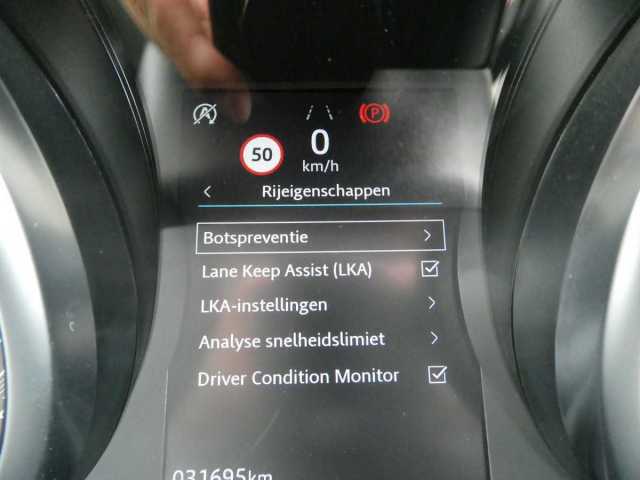 A
P
50
0
km/h
< Rijeigenschappen
Botspreventie >
Lane Keep Assist (LKA)
LKA-instellingen >
Analyse snelheidslimiet >
Driver Condition Monitor
031695km